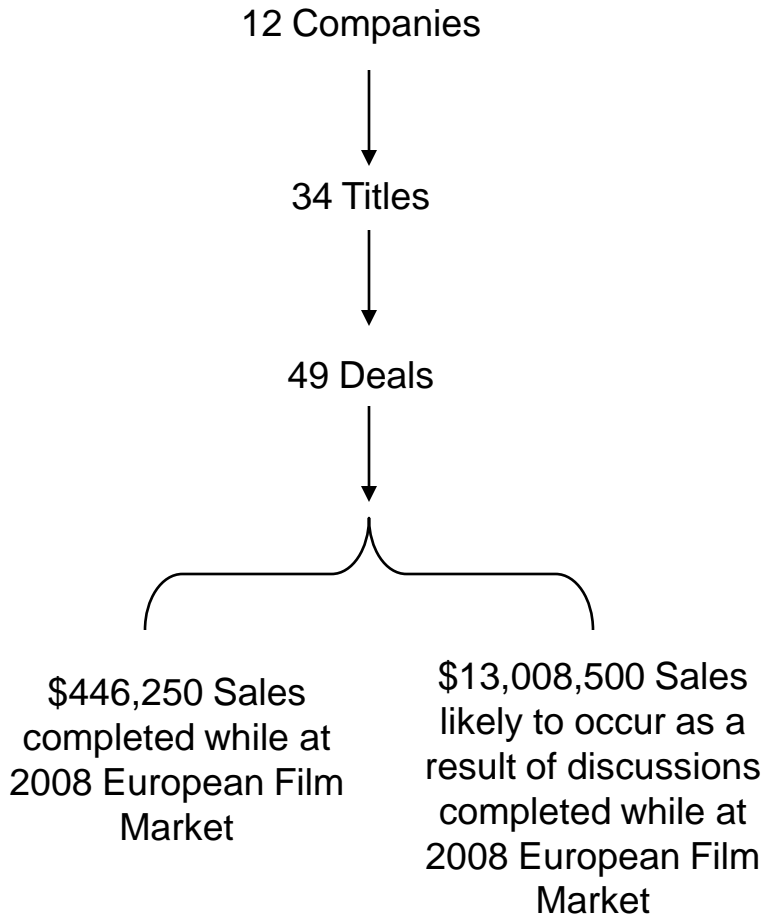 12 Companies
34 Titles
49 Deals
$446,250 Sales
completed while at
2008 European Film
Market
$13,008,500 Sales
likely to occur as a
result of discussions
completed while at
2008 European Film
Market